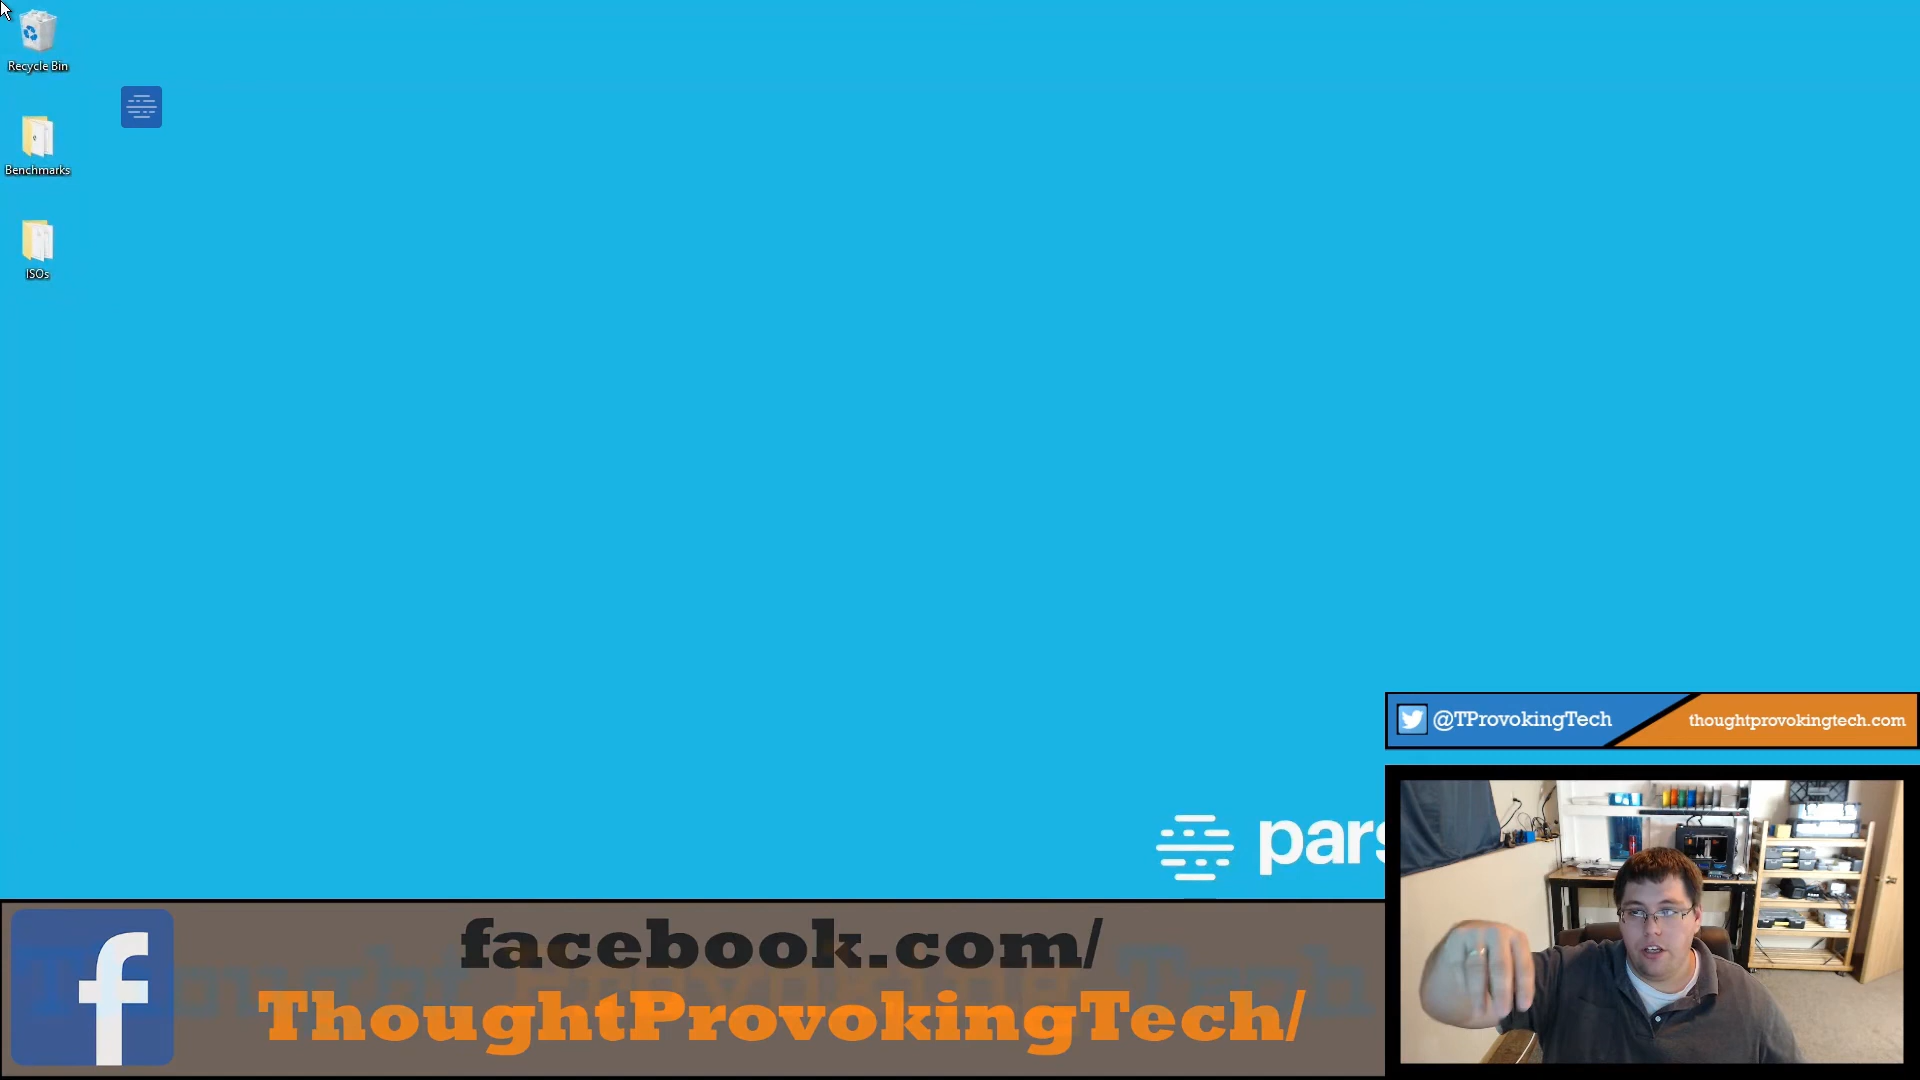 Recycle Bin
Benchmarks
ISOs
@TProvokingTech
thoughtprovokingtech.com
pars
facebook.com/
ThoughtProvokingTech/